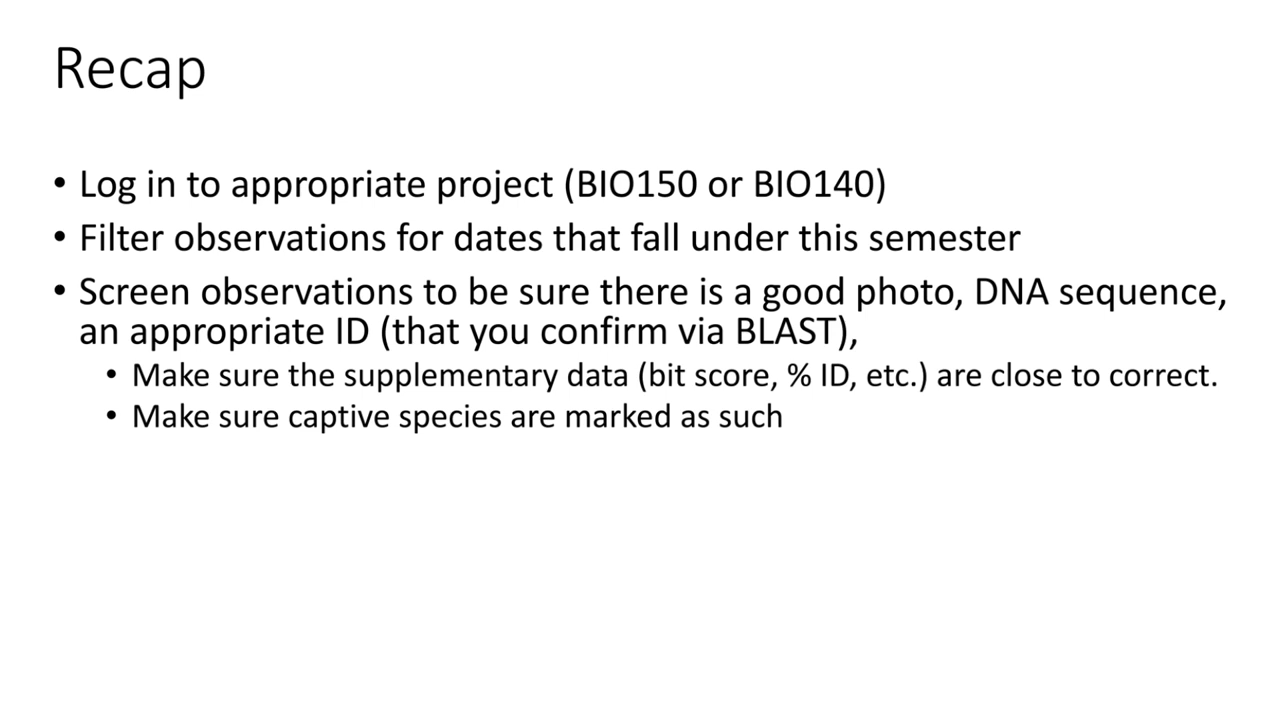 Recap
• Log in to appropriate project (BIO150 or BIO140)
• Filter observations for dates that fall under this semester
• Screen observations to be sure there is a good photo, DNA sequence,
an appropriate ID (that you confirm via BLAST),
• Make sure the supplementary data (bit score, % ID, etc.) are close to correct.
• Make sure captive species are marked as such